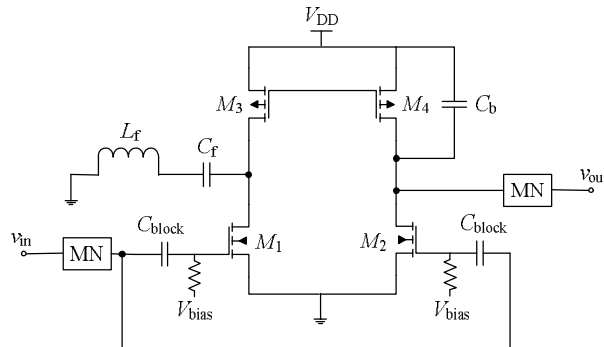 VDD
M3
M4
Cb
Lf
Cf
MN
vou
vin
MN
Cblock
M1
M2
Cblock
Vbias
Vbias